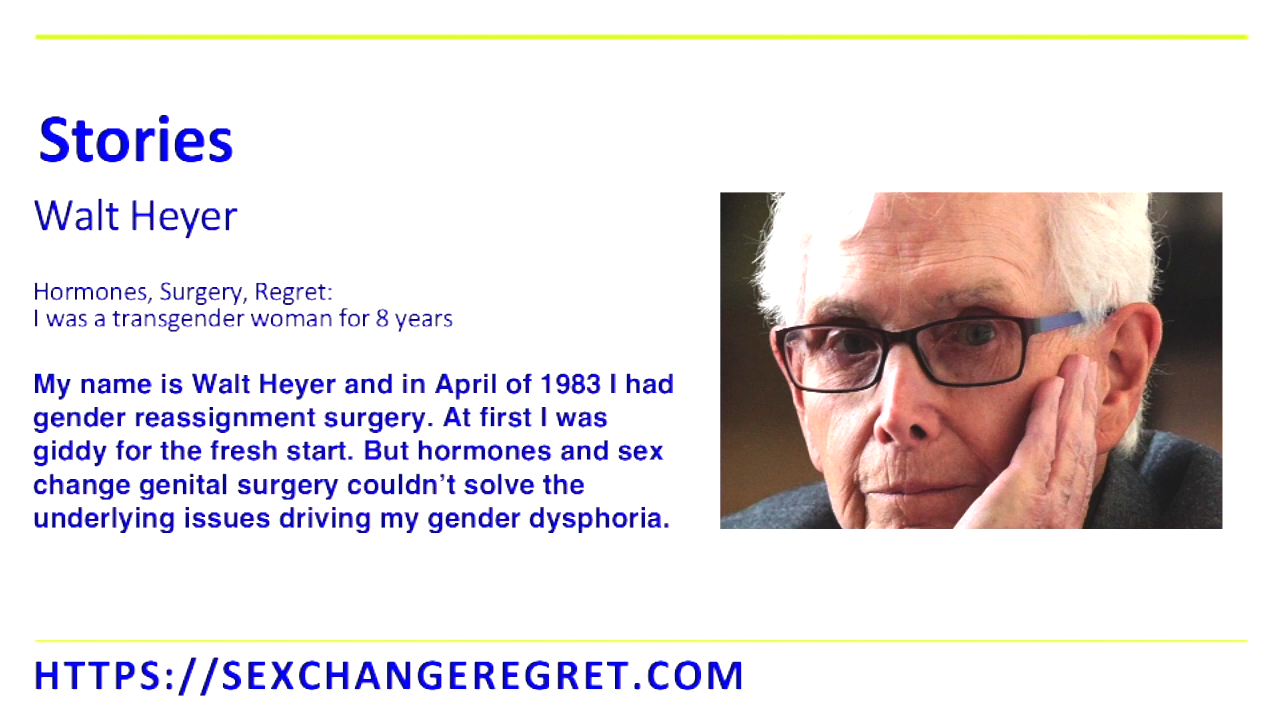 Stories
Walt Heyer
Hormones, Surgery, Regret:
I was a transgender woman for 8 years
My name is Walt Heyer and in April of 1983 I had
gender reassignment surgery. At first I was
giddy for the fresh start. But hormones and sex
change genital surgery couldn’t solve the
underlying issues driving my gender dysphoria.
HTTPS://SEXCHANGEREGRET.COM